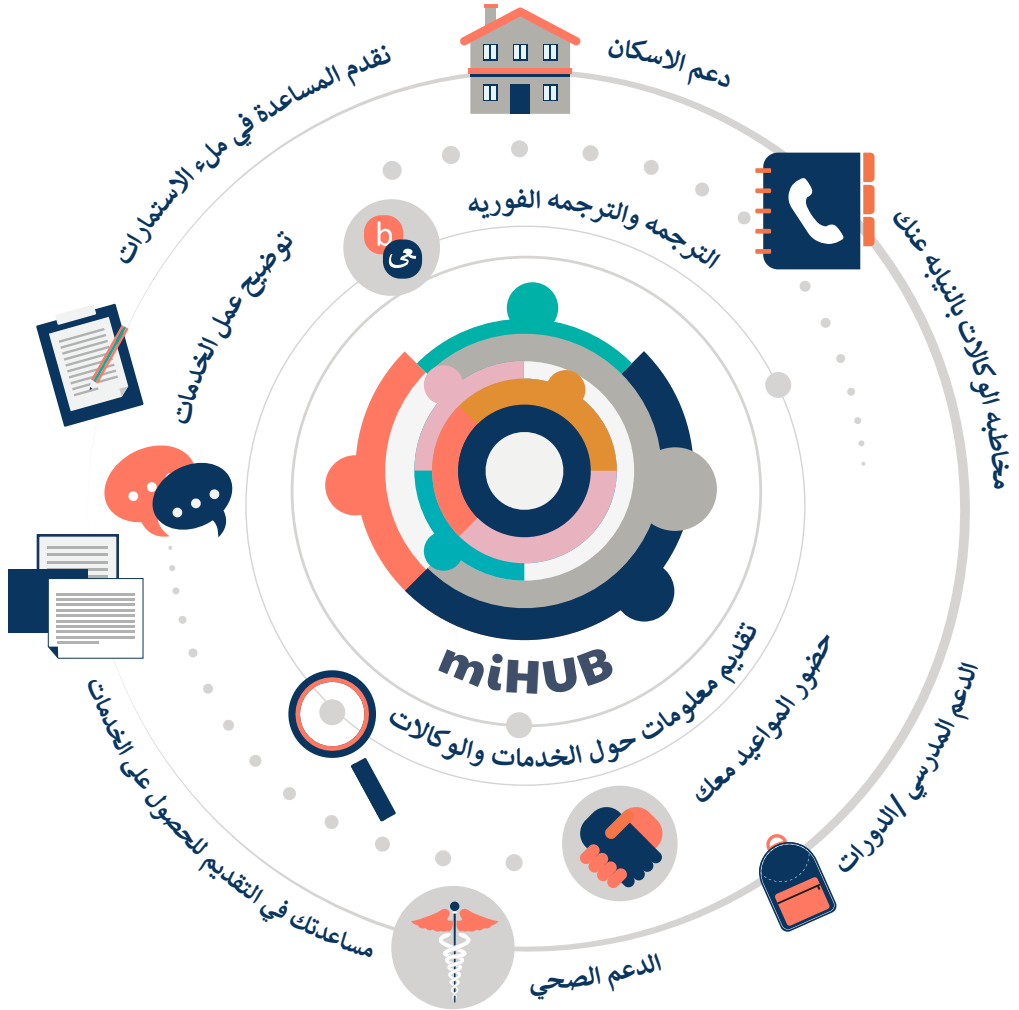 دعم الاسكان
نقدم المساعدة في ملء الاستمارات
مخاطبه الوكالات بالنيابه عنك
الترجمه والترجمه الفوريه
b
عى
توضيح عمل الخدمات
miHUB
تقديم معلومات حول الخدمات والوكالات
حضور المواعيد معك
الدعم المدرسي /الدورات
مساعدتك في التقديم للحصول على الخدمات
الدعم الصحي